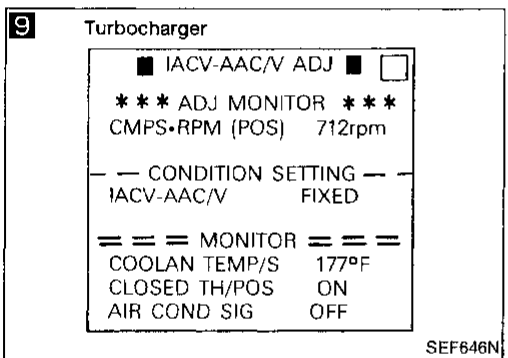 9 Turbocharger
■ IACV-AAC/V ADJ ■ □
*** ADJ MONITOR ***
CMPS•RPM (POS) 712rpm
— — CONDITION SETTING — —
IACV-AAC/V FIXED
= = = MONITOR = = =
COOLAN TEMP/S 177ºF
CLOSED TH/POS ON
AIR COND SIG OFF
SEF646N